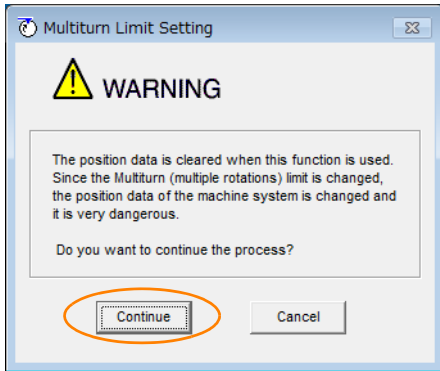 Multiturn Limit Setting
WARNING
The position data is cleared when this function is used.
Since the Multiturn (multiple rotations) limit is changed,
the position data of the machine system is changed and
it is very dangerous.
Do you want to continue the process?
Continue
Cancel